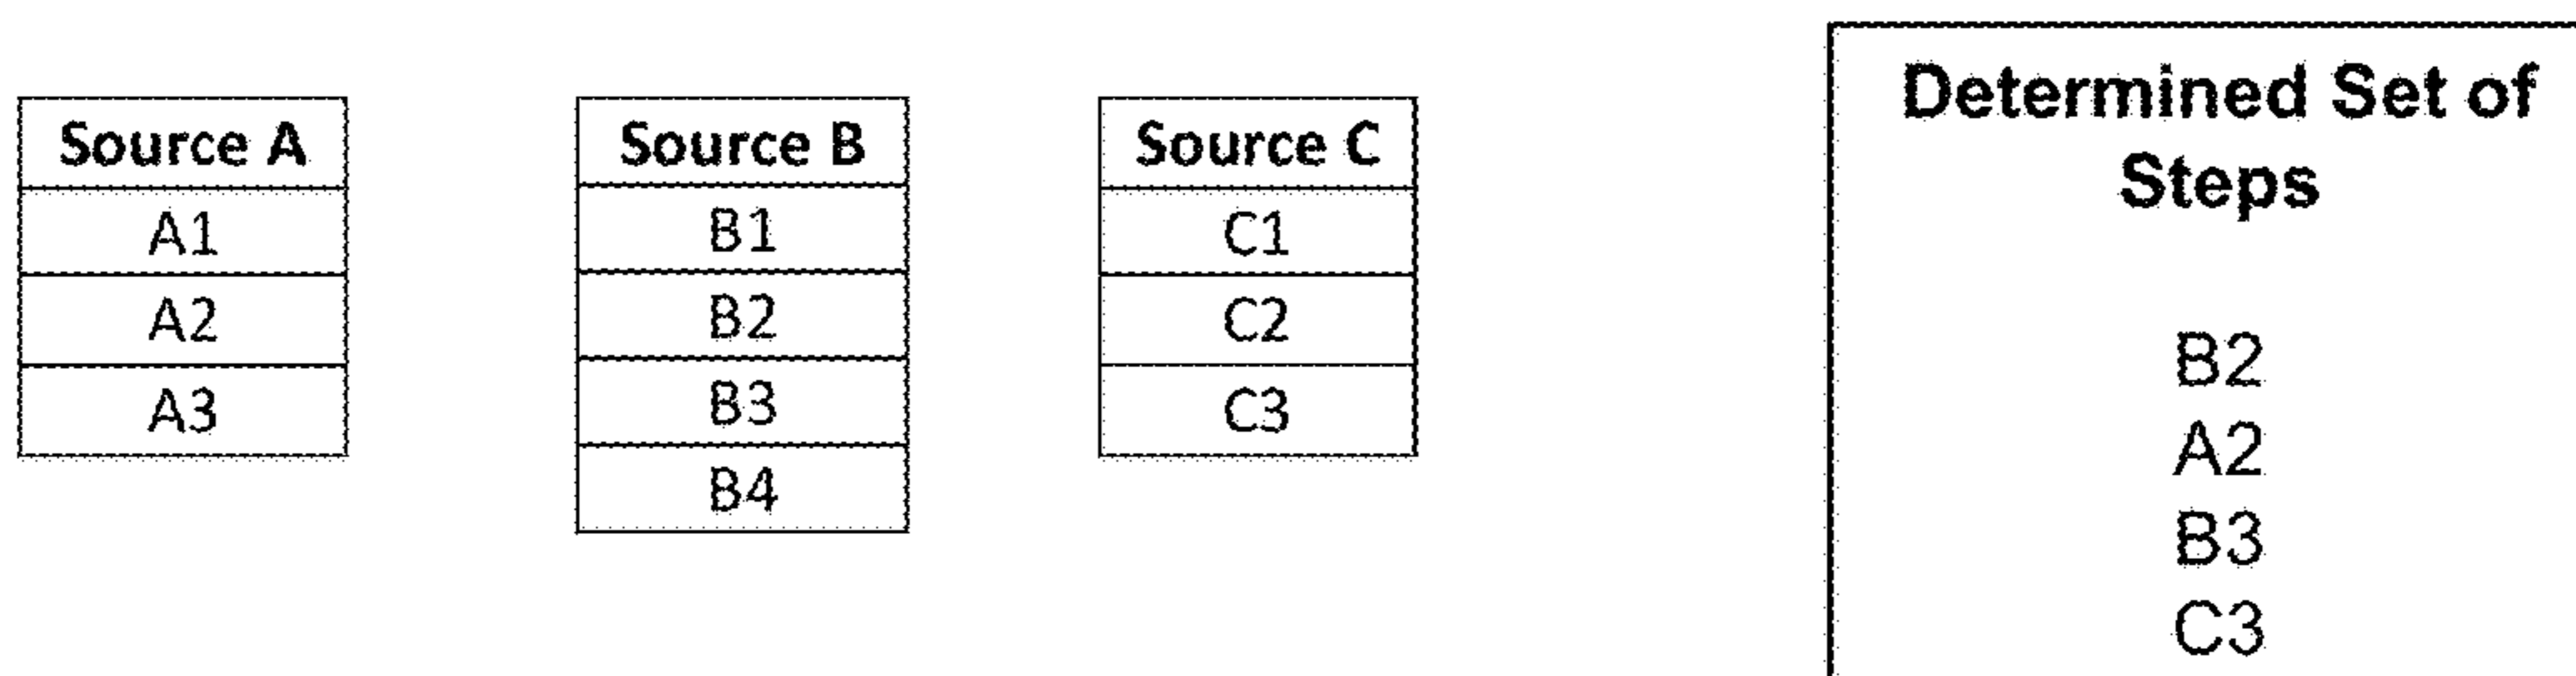 Source A
A1
A2
A3
Source B
B1
B2
B3
B4
Source C
C1
C2
C3
Determined Set of
Steps
B2
A2
B3
C3